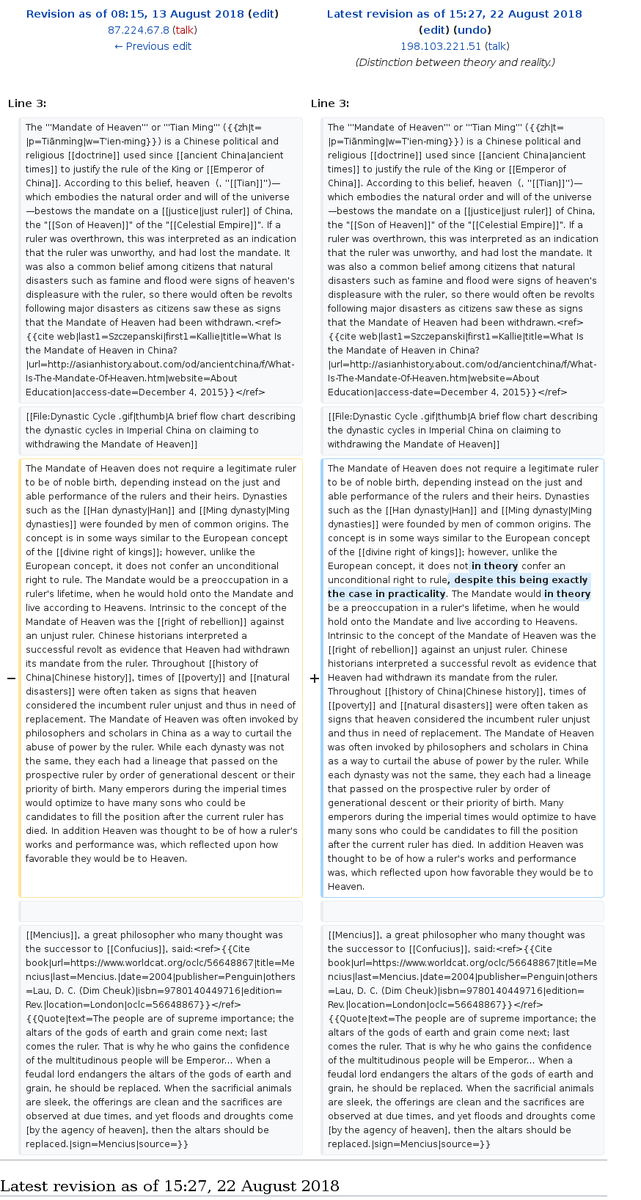 Revision as of 08:15, 13 August 2018 (edit)
87.224.67.8 (talk)
← Previous edit
Line 3:
The '''Mandate of Heaven''' or '''Tian Ming''' ({{zh|t=
|p=Tiānmìng|w=T'ien-ming}}) is a Chinese political and
religious [[doctrine]] used since [[ancient China|ancient
times]] to justify the rule of the King or [[Emperor of
China]]. According to this belief, heaven (, ''[[Tian]]'')—
which embodies the natural order and will of the universe
—bestows the mandate on a [[justice|just ruler]] of China,
the "[[Son of Heaven]]" of the "[[Celestial Empire]]". If a
ruler was overthrown, this was interpreted as an indication
that the ruler was unworthy, and had lost the mandate. It
was also a common belief among citizens that natural
disasters such as famine and flood were signs of heaven's
displeasure with the ruler, so there would often be revolts
following major disasters as citizens saw these as signs
that the Mandate of Heaven had been withdrawn.<ref>
{{cite web|last1=Szczepanski|first1=Kallie|title=What Is
the Mandate of Heaven in China?
|url=http://asianhistory.about.com/od/ancientchina/f/What-
Is-The-Mandate-Of-Heaven.htm|website=About
Education|access-date=December 4, 2015}}</ref>
[[File:Dynastic Cycle .gif|thumb|A brief flow chart describing
the dynastic cycles in Imperial China on claiming to
withdrawing the Mandate of Heaven]]
−
The Mandate of Heaven does not require a legitimate ruler
to be of noble birth, depending instead on the just and
able performance of the rulers and their heirs. Dynasties
such as the [[Han dynasty|Han]] and [[Ming dynasty|Ming
dynasties]] were founded by men of common origins. The
concept is in some ways similar to the European concept
of the [[divine right of kings]]; however, unlike the
European concept, it does not confer an unconditional
right to rule. The Mandate would be a preoccupation in a
ruler's lifetime, when he would hold onto the Mandate and
live according to Heavens. Intrinsic to the concept of the
Mandate of Heaven was the [[right of rebellion]] against
an unjust ruler. Chinese historians interpreted a
successful revolt as evidence that Heaven had withdrawn
its mandate from the ruler. Throughout [[history of
China|Chinese history]], times of [[poverty]] and [[natural
disasters]] were often taken as signs that heaven
considered the incumbent ruler unjust and thus in need of
replacement. The Mandate of Heaven was often invoked by
philosophers and scholars in China as a way to curtail the
abuse of power by the ruler. While each dynasty was not
the same, they each had a lineage that passed on the
prospective ruler by order of generational descent or their
priority of birth. Many emperors during the imperial times
would optimize to have many sons who could be
candidates to fill the position after the current ruler has
died. In addition Heaven was thought to be of how a ruler's
works and performance was, which reflected upon how
favorable they would be to Heaven.
[[Mencius]], a great philosopher who many thought was
the successor to [[Confucius]], said:<ref>{{Cite
book|url=https://www.worldcat.org/oclc/56648867|title=Me
ncius|last=Mencius.|date=2004|publisher=Penguin|others
=Lau, D. C. (Dim Cheuk)|isbn=9780140449716|edition=
Rev.|location=London|oclc=56648867}}</ref>
{{Quote|text=The people are of supreme importance; the
altars of the gods of earth and grain come next; last
comes the ruler. That is why he who gains the confidence
of the multitudinous people will be Emperor... When a
feudal lord endangers the altars of the gods of earth and
grain, he should be replaced. When the sacrificial animals
are sleek, the offerings are clean and the sacrifices are
observed at due times, and yet floods and droughts come
[by the agency of heaven], then the altars should be
replaced.|sign=Mencius|source=}}
Latest revision as of 15:27, 22 August 2018
(edit) (undo)
198.103.221.51 (talk)
(Distinction between theory and reality.)
Line 3:
The '''Mandate of Heaven''' or '''Tian Ming''' ({{zh|t=
|p=Tiānmìng|w=T'ien-ming}}) is a Chinese political and
religious [[doctrine]] used since [[ancient China|ancient
times]] to justify the rule of the King or [[Emperor of
China]]. According to this belief, heaven (, ''[[Tian]]'')—
which embodies the natural order and will of the universe
—bestows the mandate on a [[justice|just ruler]] of China,
the "[[Son of Heaven]]" of the "[[Celestial Empire]]". If a
ruler was overthrown, this was interpreted as an indication
that the ruler was unworthy, and had lost the mandate. It
was also a common belief among citizens that natural
disasters such as famine and flood were signs of heaven's
displeasure with the ruler, so there would often be revolts
following major disasters as citizens saw these as signs
that the Mandate of Heaven had been withdrawn.<ref>
{{cite web|last1=Szczepanski|first1=Kallie|title=What Is
the Mandate of Heaven in China?
|url=http://asianhistory.about.com/od/ancientchina/f/What-
Is-The-Mandate-Of-Heaven.htm|website=About
Education|access-date=December 4, 2015}}</ref>
[[File:Dynastic Cycle .gif|thumb|A brief flow chart describing
the dynastic cycles in Imperial China on claiming to
withdrawing the Mandate of Heaven]]
+
The Mandate of Heaven does not require a legitimate ruler
to be of noble birth, depending instead on the just and
able performance of the rulers and their heirs. Dynasties
such as the [[Han dynasty|Han]] and [[Ming dynasty|Ming
dynasties]] were founded by men of common origins. The
concept is in some ways similar to the European concept
of the [[divine right of kings]]; however, unlike the
European concept, it does not in theory confer an
unconditional right to rule, despite this being exactly
the case in practicality. The Mandate would in theory
be a preoccupation in a ruler's lifetime, when he would
hold onto the Mandate and live according to Heavens.
Intrinsic to the concept of the Mandate of Heaven was the
[[right of rebellion]] against an unjust ruler. Chinese
historians interpreted a successful revolt as evidence that
Heaven had withdrawn its mandate from the ruler.
Throughout [[history of China|Chinese history]], times of
[[poverty]] and [[natural disasters]] were often taken as
signs that heaven considered the incumbent ruler unjust
and thus in need of replacement. The Mandate of Heaven
was often invoked by philosophers and scholars in China
as a way to curtail the abuse of power by the ruler. While
each dynasty was not the same, they each had a lineage
that passed on the prospective ruler by order of
generational descent or their priority of birth. Many
emperors during the imperial times would optimize to have
many sons who could be candidates to fill the position
after the current ruler has died. In addition Heaven was
thought to be of how a ruler's works and performance
was, which reflected upon how favorable they would be to
Heaven.
[[Mencius]], a great philosopher who many thought was
the successor to [[Confucius]], said:<ref>{{Cite
book|url=https://www.worldcat.org/oclc/56648867|title=Me
ncius|last=Mencius.|date=2004|publisher=Penguin|others
=Lau, D. C. (Dim Cheuk)|isbn=9780140449716|edition=
Rev.|location=London|oclc=56648867}}</ref>
{{Quote|text=The people are of supreme importance; the
altars of the gods of earth and grain come next; last
comes the ruler. That is why he who gains the confidence
of the multitudinous people will be Emperor... When a
feudal lord endangers the altars of the gods of earth and
grain, he should be replaced. When the sacrificial animals
are sleek, the offerings are clean and the sacrifices are
observed at due times, and yet floods and droughts come
[by the agency of heaven], then the altars should be
replaced.|sign=Mencius|source=}}
Latest revision as of 15:27, 22 August 2018